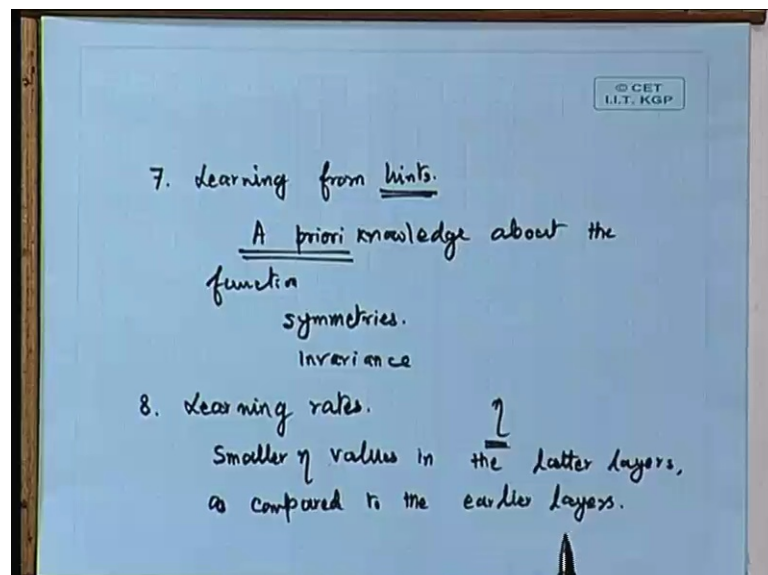 © CET
I.I.T. KGP
7. Learning from hints.
A priori knowledge about the
function
symmetries.
Invariance
8. Learning rates.
η
Smaller η values in the latter layers,
as compared to the earlier layers.